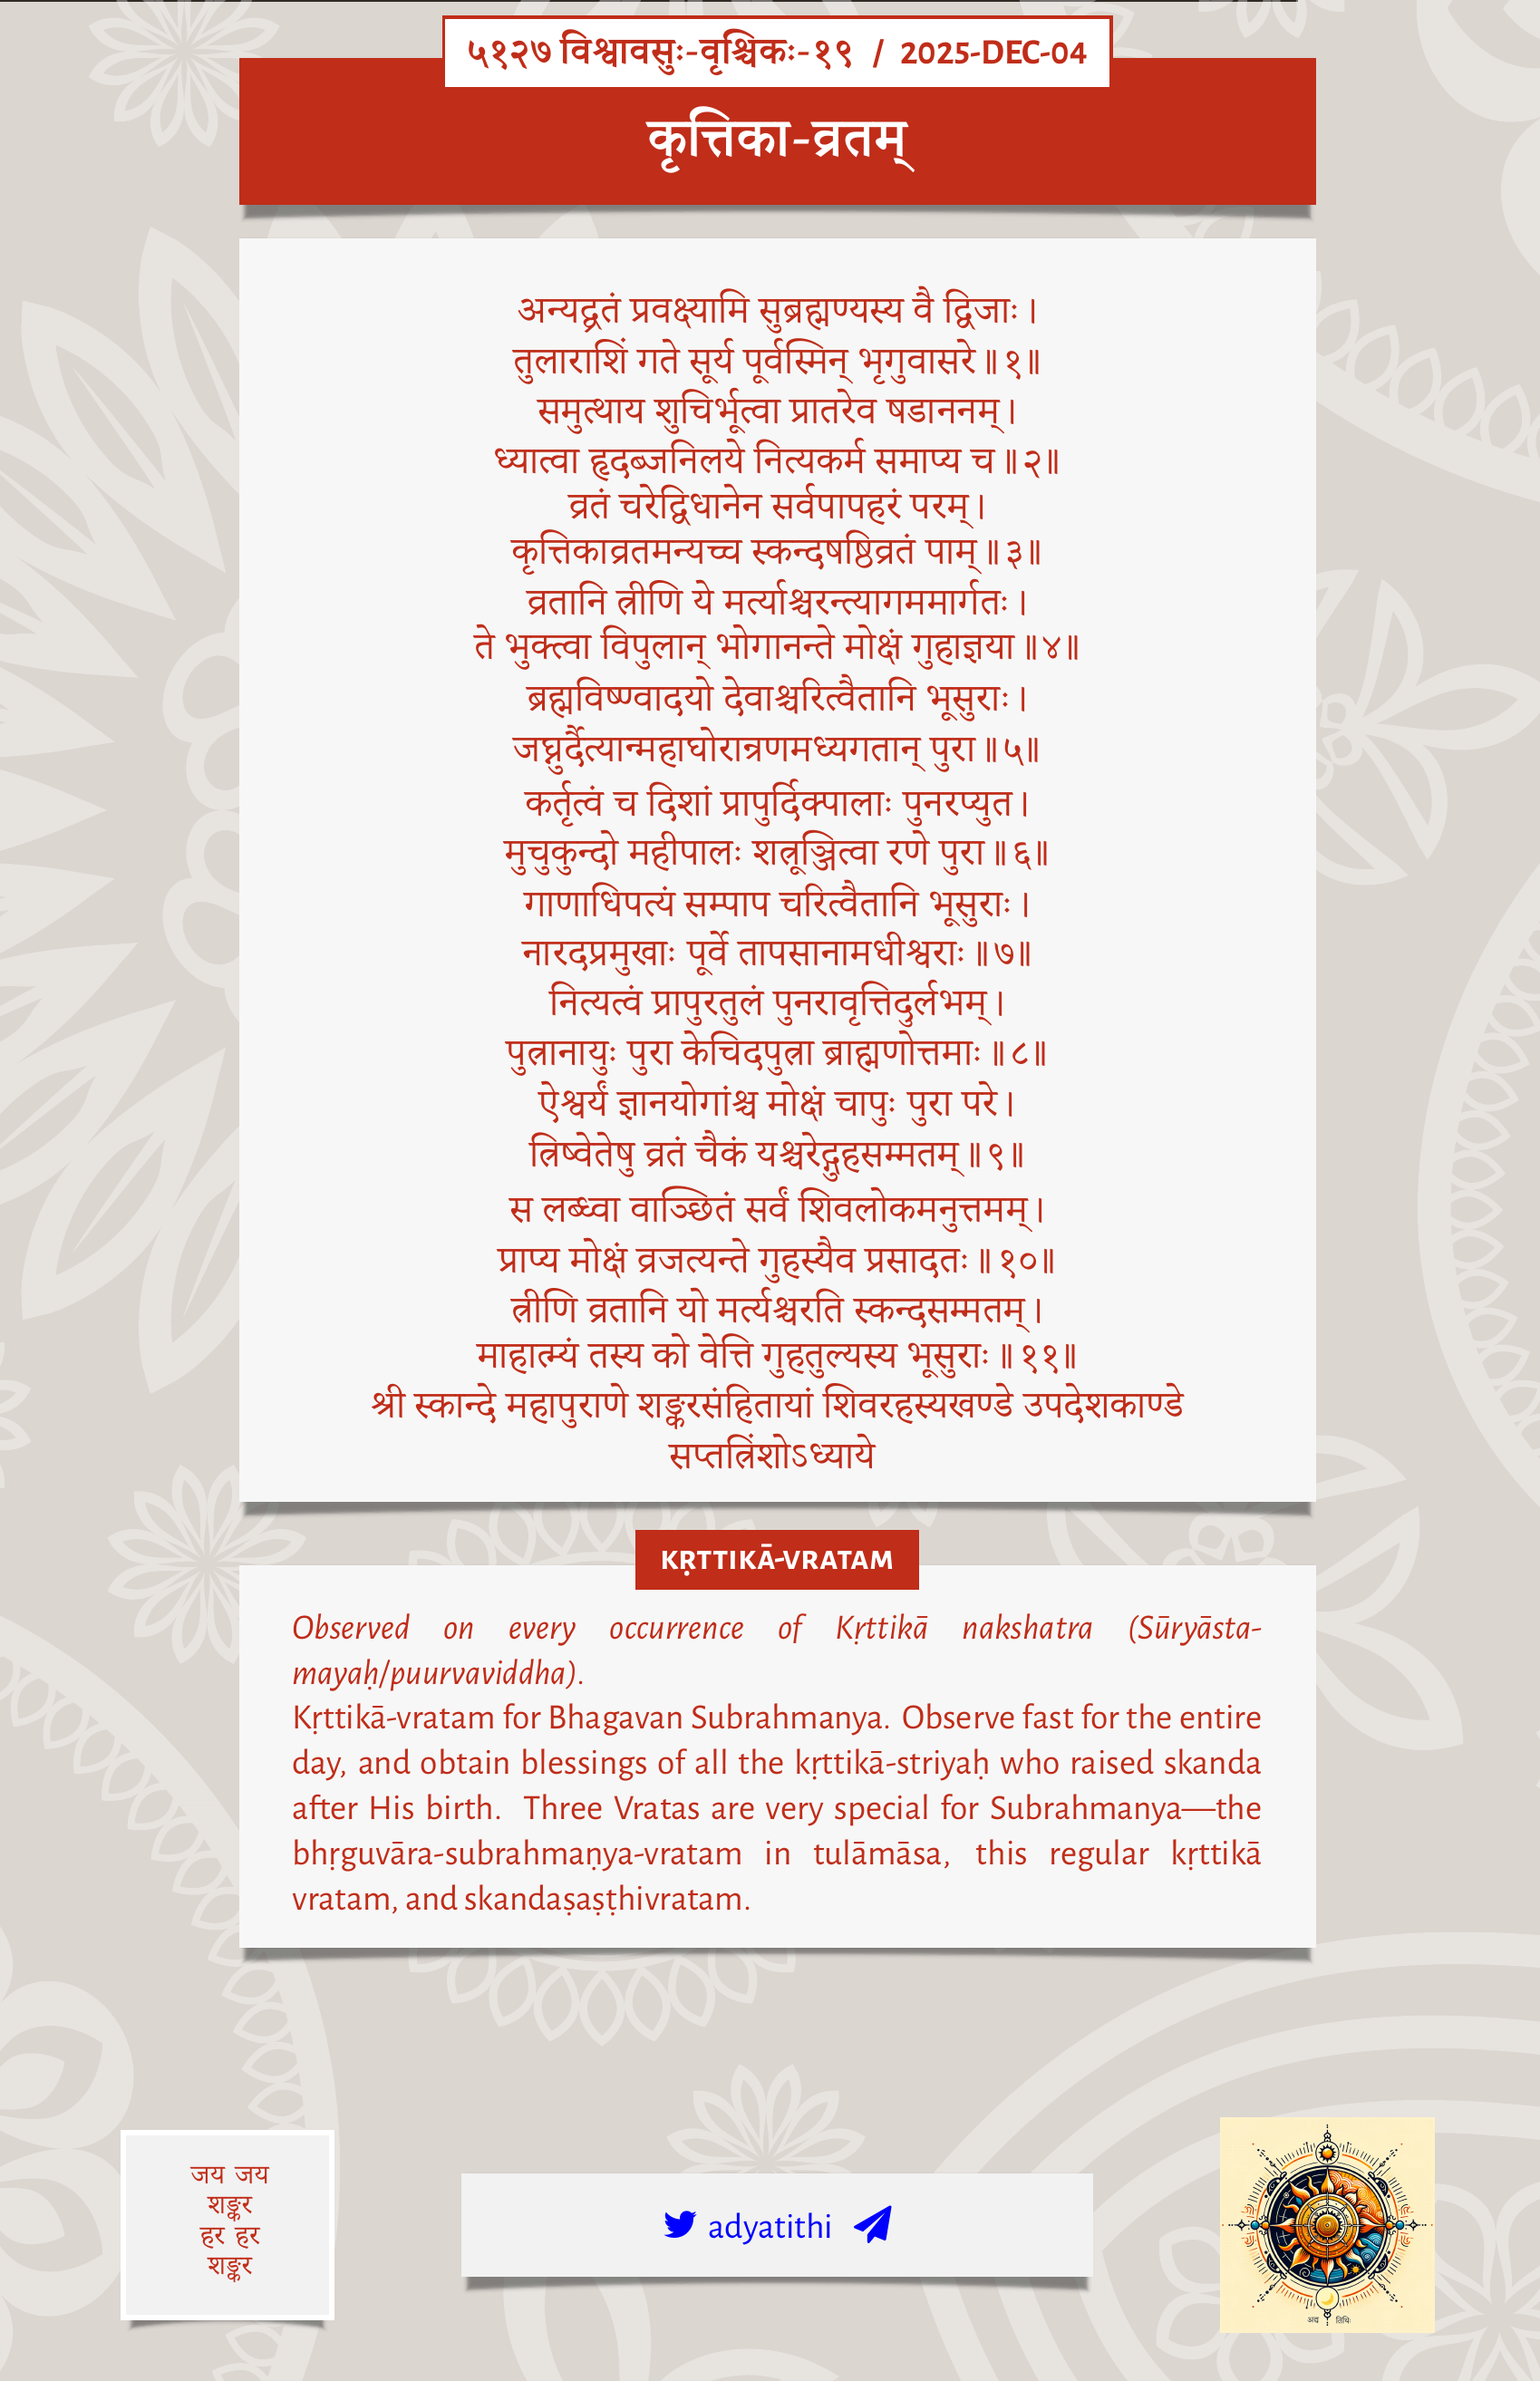 ५१२७ विश्वावसुः-वृश्चिकः-१९ / 2025-DEC-04
कृत्तिका-व्रतम्
अन्यद्व्रतं प्रवक्ष्यामि सुब्रह्मण्यस्य वै द्विजाः।
तुलाराशिं गते सूर्य पूर्वस्मिन् भृगुवासरे॥१॥
समुत्थाय शुचिर्भूत्वा प्रातरेव षडाननम्।
ध्यात्वा हृदब्जनिलये नित्यकर्म समाप्य च॥२॥
व्रतं चरेद्विधानेन सर्वपापहरं परम्।
कृत्तिकाव्रतमन्यच्च स्कन्दषष्ठिव्रतं पाम्॥३॥
व्रतानि त्रीणि ये मर्त्याश्चरन्त्यागममार्गतः।
ते भुक्त्वा विपुलान् भोगानन्ते मोक्षं गुहाज्ञया॥४॥
ब्रह्मविष्ण्वादयो देवाश्चरित्वैतानि भूसुराः।
जघ्नुर्दैत्यान्महाघोरान्रणमध्यगतान् पुरा॥५॥
कर्तृत्वं च दिशां प्रापुर्दिक्पालाः पुनरप्युत।
मुचुकुन्दो महीपालः शत्रूञ्जित्वा रणे पुरा॥६॥
गाणाधिपत्यं सम्पाप चरित्वैतानि भूसुराः।
नारदप्रमुखाः पूर्वे तापसानामधीश्वराः॥७॥
नित्यत्वं प्रापुरतुलं पुनरावृत्तिदुर्लभम्।
पुत्रानायुः पुरा केचिदपुत्रा ब्राह्मणोत्तमाः॥८॥
ऐश्वर्यं ज्ञानयोगांश्च मोक्षं चापुः पुरा परे।
त्रिष्वेतेषु व्रतं चैकं यश्चरेद्गुहसम्मतम्॥९॥
स लब्ध्वा वाञ्छितं सर्वं शिवलोकमनुत्तमम्।
प्राप्य मोक्षं व्रजत्यन्ते गुहस्यैव प्रसादतः॥१०॥
त्रीणि व्रतानि यो मर्त्यश्चरति स्कन्दसम्मतम्।
माहात्म्यं तस्य को वेत्ति गुहतुल्यस्य भूसुराः॥११॥
श्री स्कान्दे महापुराणे शङ्करसंहितायां शिवरहस्यखण्डे उपदेशकाण्डे
सप्तत्रिंशोऽध्याये
KṚTTIKĀ-VRATAM
Observed on every occurrence of Kṛttikā nakshatra (Sūryāsta-
mayaḥ/puurvaviddha).
Kṛttikā-vratam for Bhagavan Subrahmanya. Observe fast for the entire
day, and obtain blessings of all the kṛttikā-striyaḥ who raised skanda
after His birth. Three Vratas are very special for Subrahmanya—the
bhṛguvāra-subrahmaṇya-vratam in tulāmāsa, this regular kṛttikā
vratam, and skandaṣaṣṭhivratam.
जय जय
शङ्कर
हर हर
शङ्कर
adyatithi
अद्य तिथिः